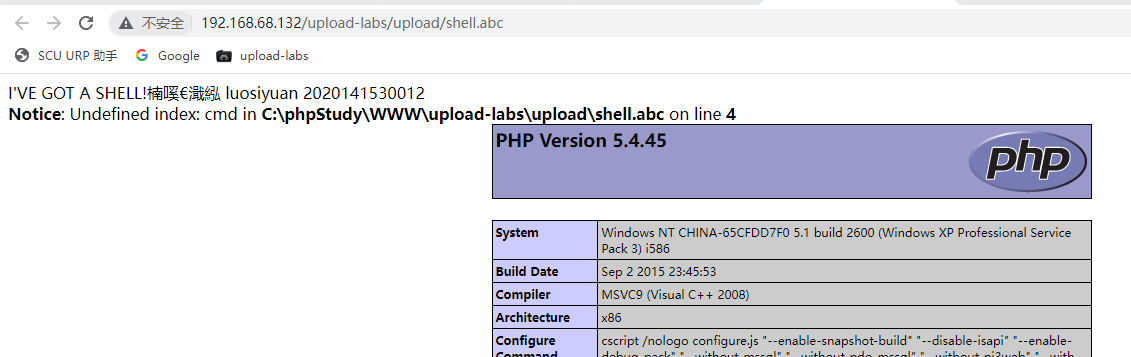 不安全 192.168.68.132/upload-labs/upload/shell.abc
SCU URP 助手 Google upload-labs
I'VE GOT A SHELL!楠嗘€濈紭 luosiyuan 2020141530012
Notice: Undefined index: cmd in C:\phpStudy\WWW\upload-labs\upload\shell.abc on line 4
PHP Version 5.4.45
php
System Windows NT CHINA-65CFDD7F0 5.1 build 2600 (Windows XP Professional Service
Pack 3) i586
Build Date Sep 2 2015 23:45:53
Compiler MSVC9 (Visual C++ 2008)
Architecture x86
Configure cscript /nologo configure.js "--enable-snapshot-build" "--disable-isapi" "--enable-
Command debug-pack" "--without-mssql" "--without-pdo-mssql" "--without-pi3web" "--with